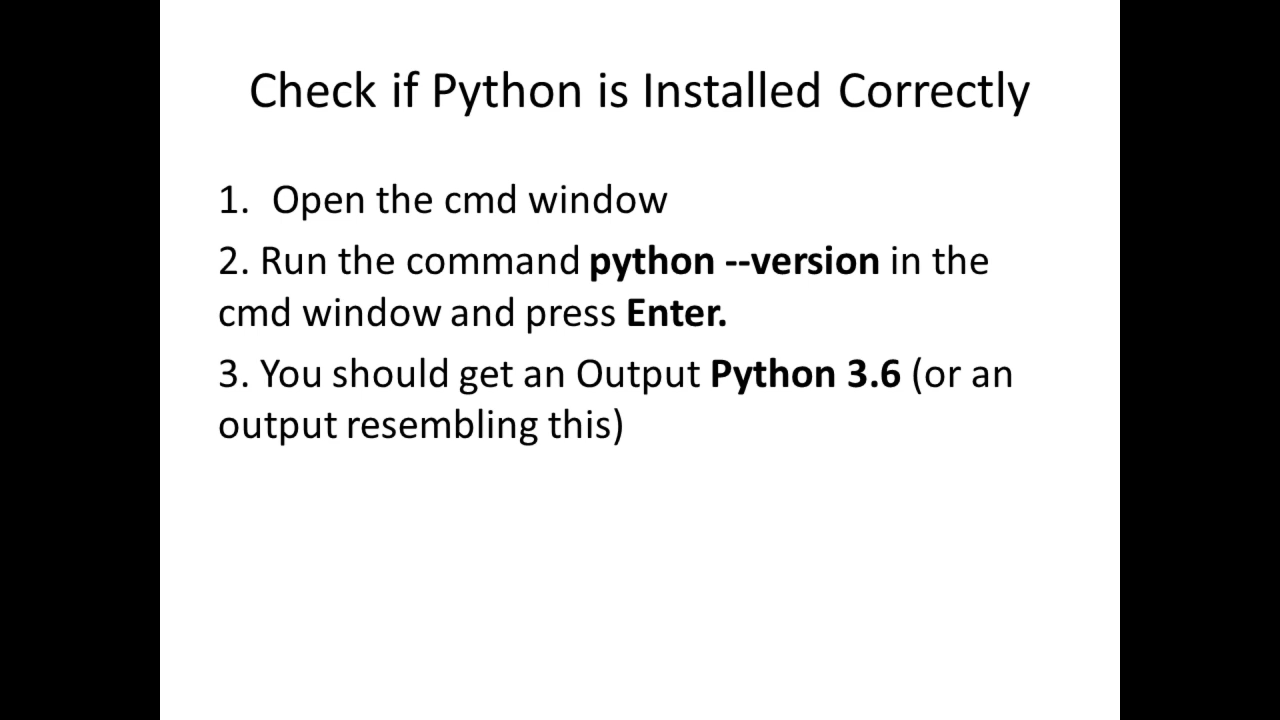 Check if Python is Installed Correctly
1. Open the cmd window
2. Run the command python --version in the
cmd window and press Enter.
3. You should get an Output Python 3.6 (or an
output resembling this)